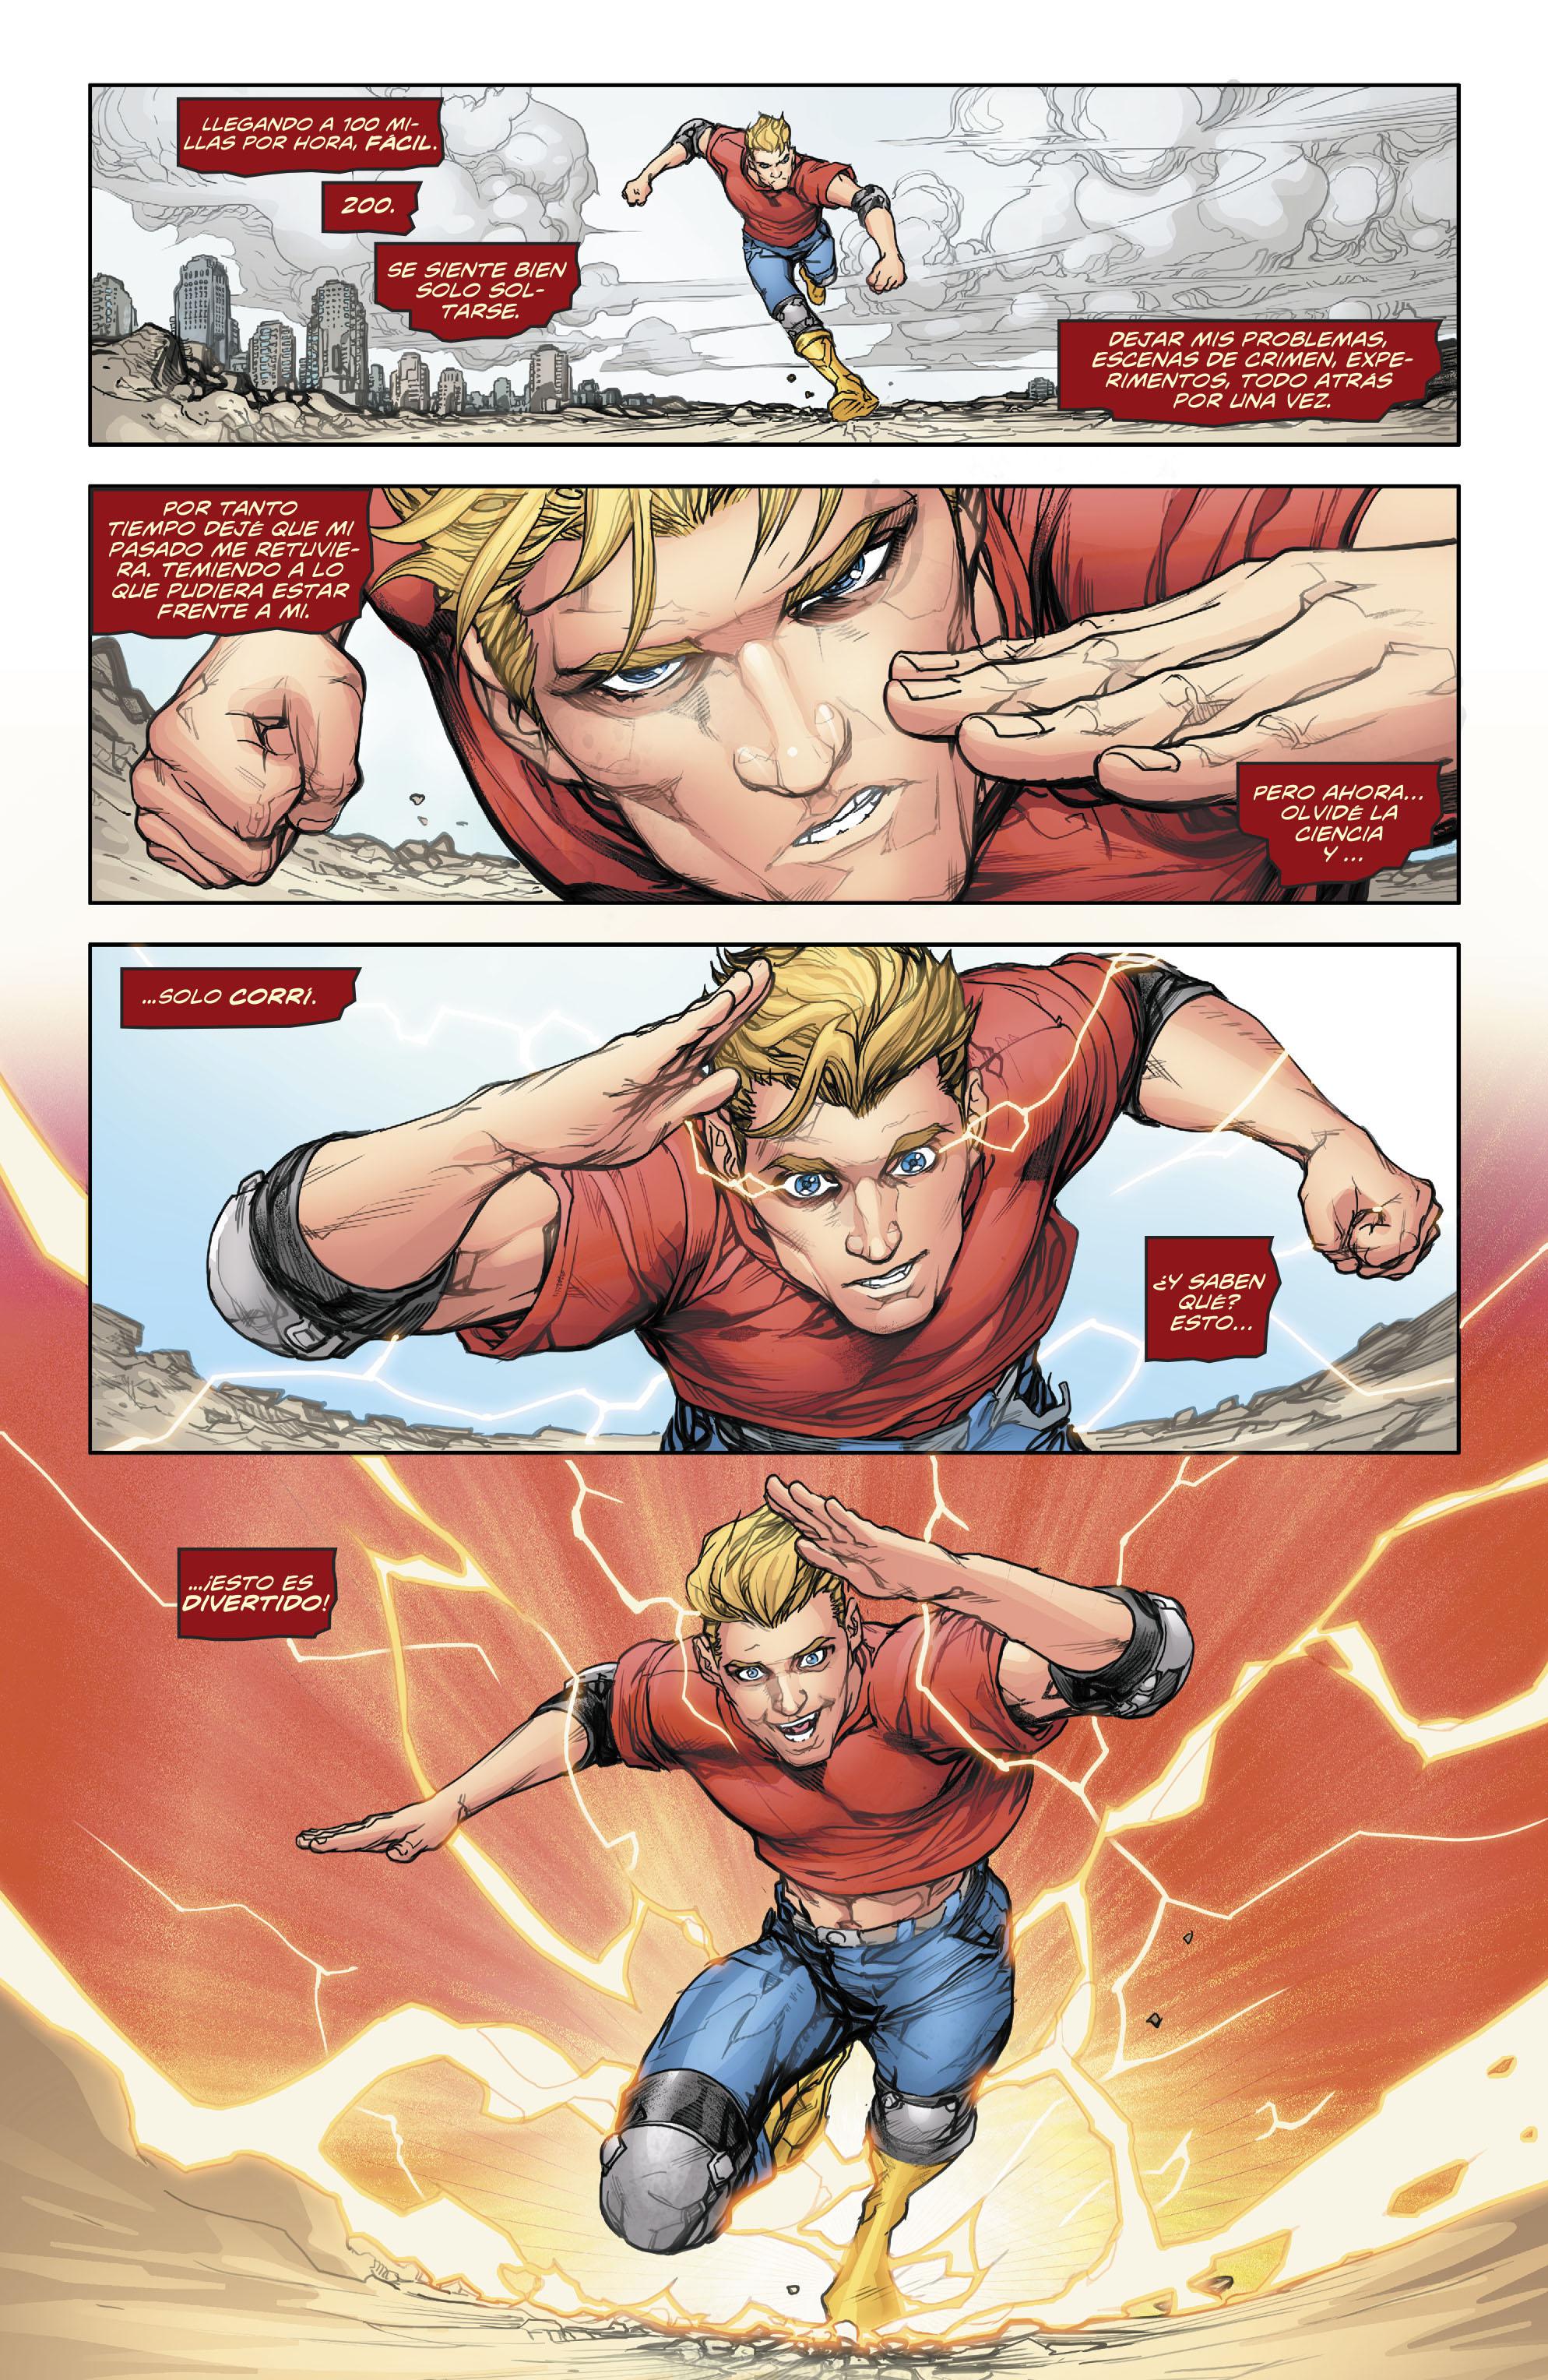 LLEGANDO A 100 MI-
LLAS POR HORA, FÁCIL.
200.
SE SIENTE BIEN
SOLO SOL-
TARSE.
DEJAR MIS PROBLEMAS,
ESCENAS DE CRIMEN, EXPE-
RIMENTOS, TODO ATRÁS
POR UNA VEZ.
POR TANTO
TIEMPO DEJÉ QUE MI
PASADO ME RETUVIE-
RA. TEMIENDO A LO
QUE PUDIERA ESTAR
FRENTE A MI.
PERO AHORA...
OLVIDÉ LA
CIENCIA
Y ...
...SOLO CORRÍ.
¿Y SABEN
QUÉ?
ESTO...
...¡ESTO ES
DIVERTIDO!